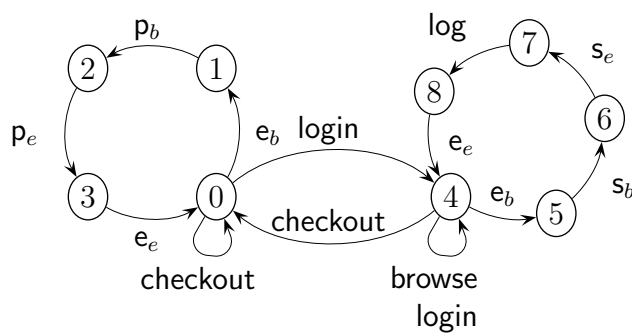 p_b
log
7
s_e
2
1
8
6
p_e
e_b
login
e_e
s_b
3
0
checkout
4
e_b
5
e_e
checkout
browse
login